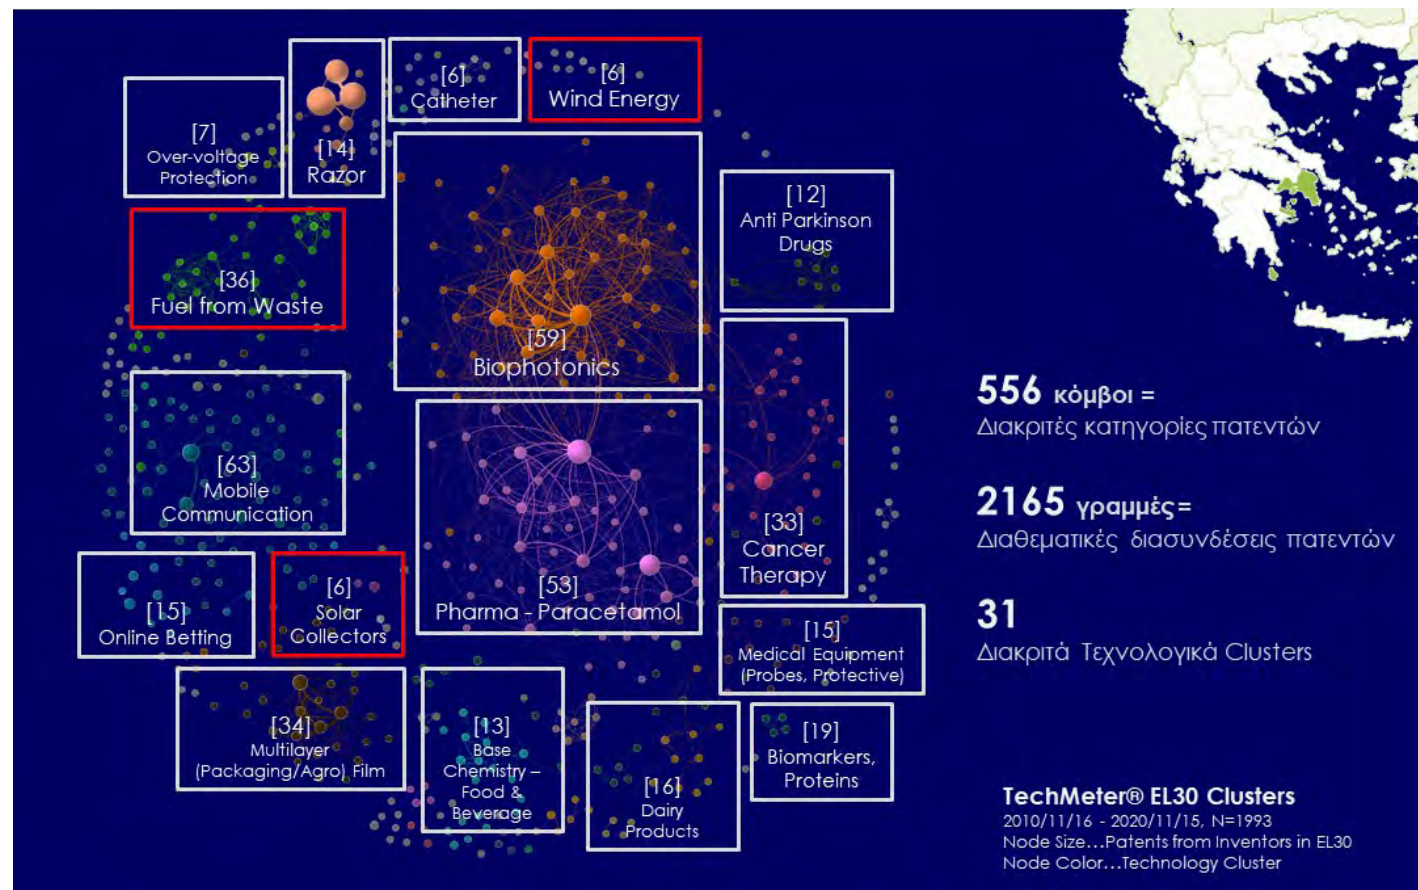 [7]
Over-voltage
Protection
[14]
Razor
[6]
Catheter
[6]
Wind Energy
[12]
Anti Parkinson
Drugs
[36]
Fuel from Waste
[59]
Biophotonics
[63]
Mobile
Communication
[53]
Pharma - Paracetamol
[33]
Cancer
Therapy
[15]
Online Betting
[6]
Solar
Collectors
[15]
Medical Equipment
(Probes, Protective)
[34]
Multilayer
(Packaging/Agro) Film
[13]
Base
Chemistry –
Food &
Beverage
[16]
Dairy
Products
[19]
Biomarkers,
Proteins
556 κόμβοι =
Διακριτές κατηγορίες πατεντών
2165 γραμμές =
Διαθεματικές διασυνδέσεις πατεντών
31
Διακριτά Τεχνολογικά Clusters
TechMeter® EL30 Clusters
2010/11/16 - 2020/11/15, N=1993
Node Size...Patents from Inventors in EL30
Node Color...Technology Cluster